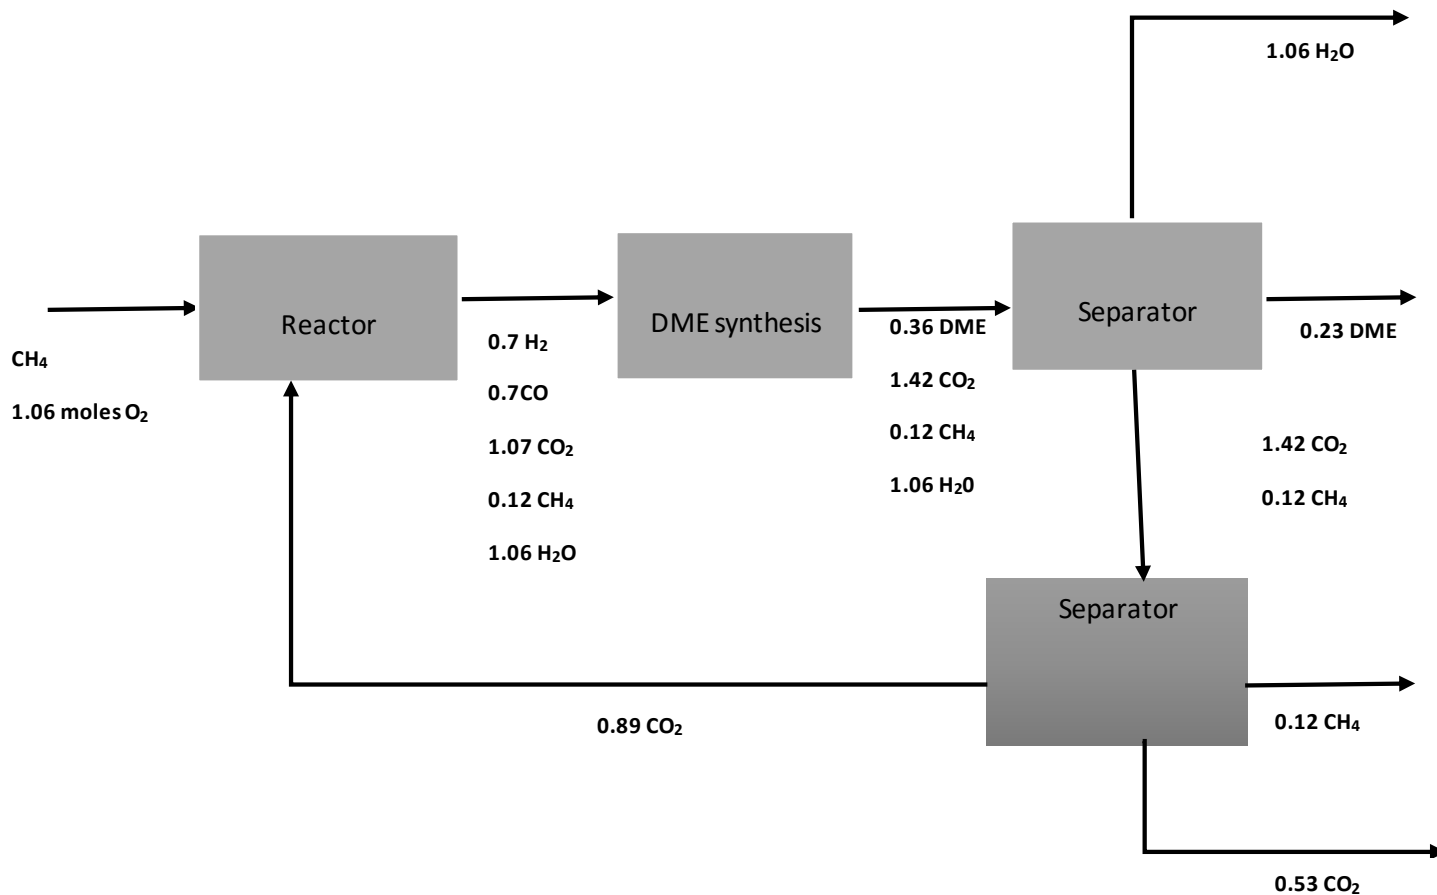 1.06 H₂O
Reactor
DME synthesis
Separator
CH₄
1.06 moles O₂
0.7 H₂
0.7CO
1.07 CO₂
0.12 CH₄
1.06 H₂O
0.36 DME
1.42 CO₂
0.12 CH₄
1.06 H₂0
0.23 DME
1.42 CO₂
0.12 CH₄
Separator
0.89 CO₂
0.12 CH₄
0.53 CO₂